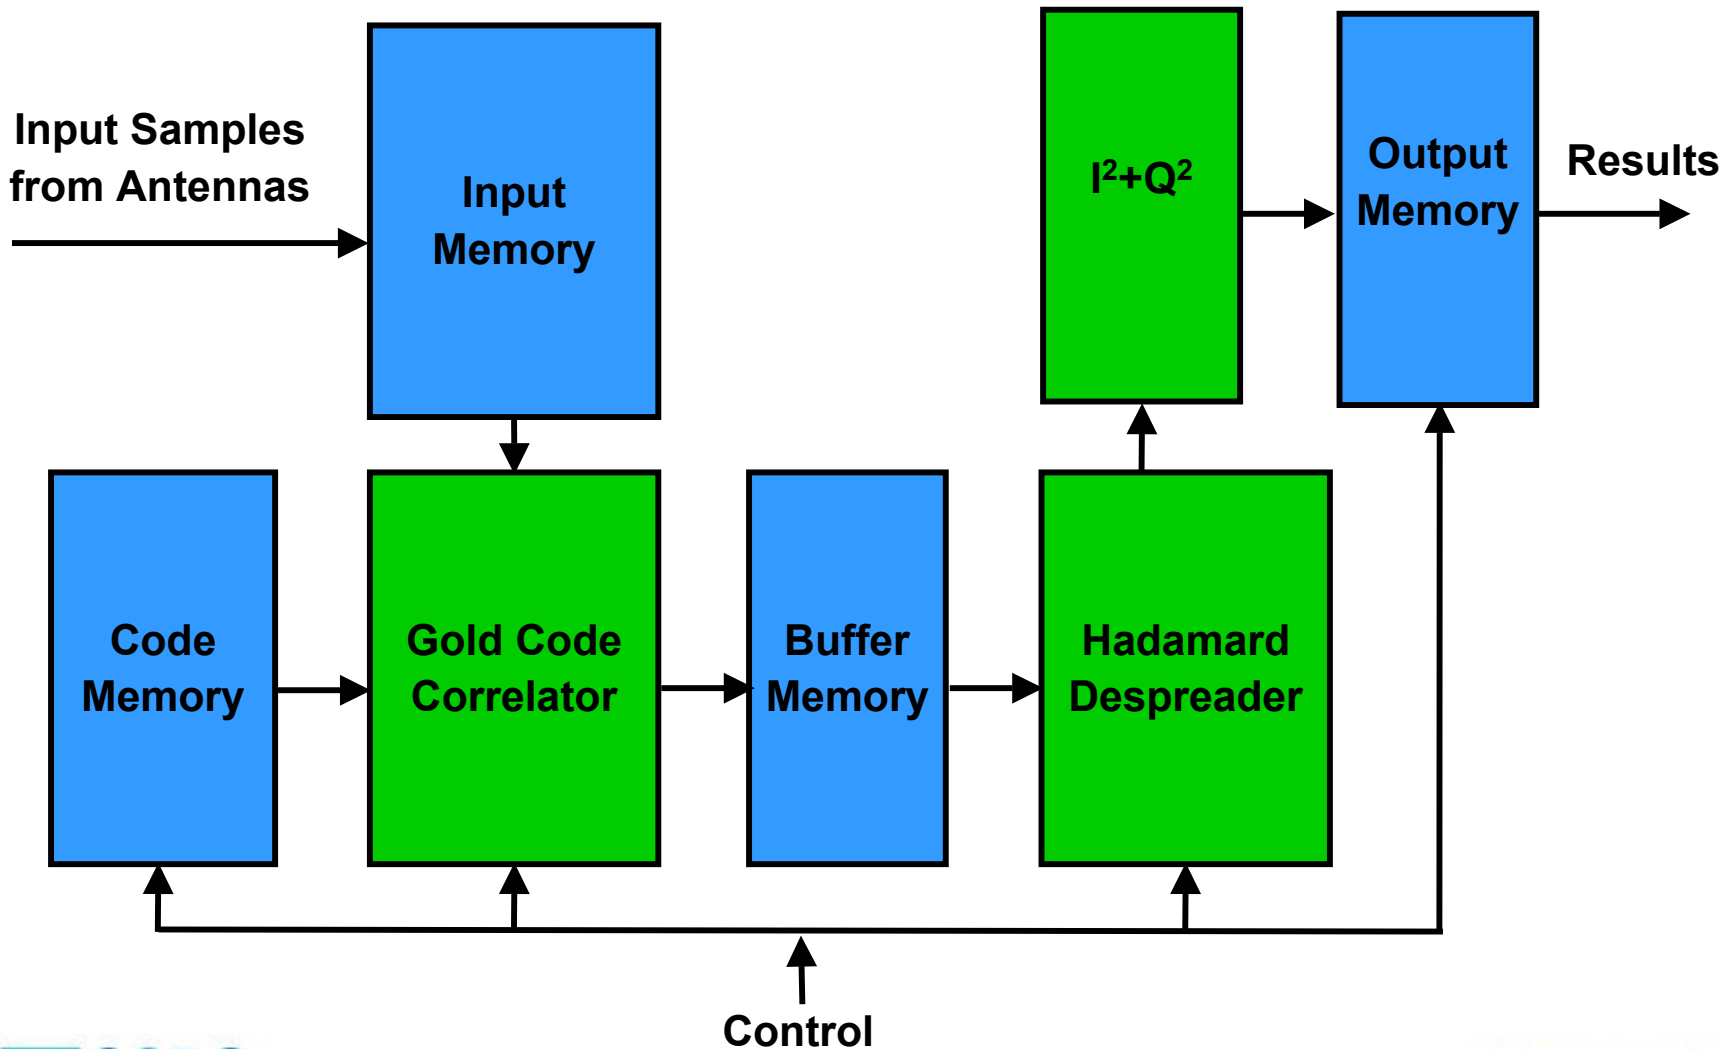 Input Samples
from Antennas
Input
Memory
I²+Q²
Output
Memory
Results
Code
Memory
Gold Code
Correlator
Buffer
Memory
Hadamard
Despreader
Control